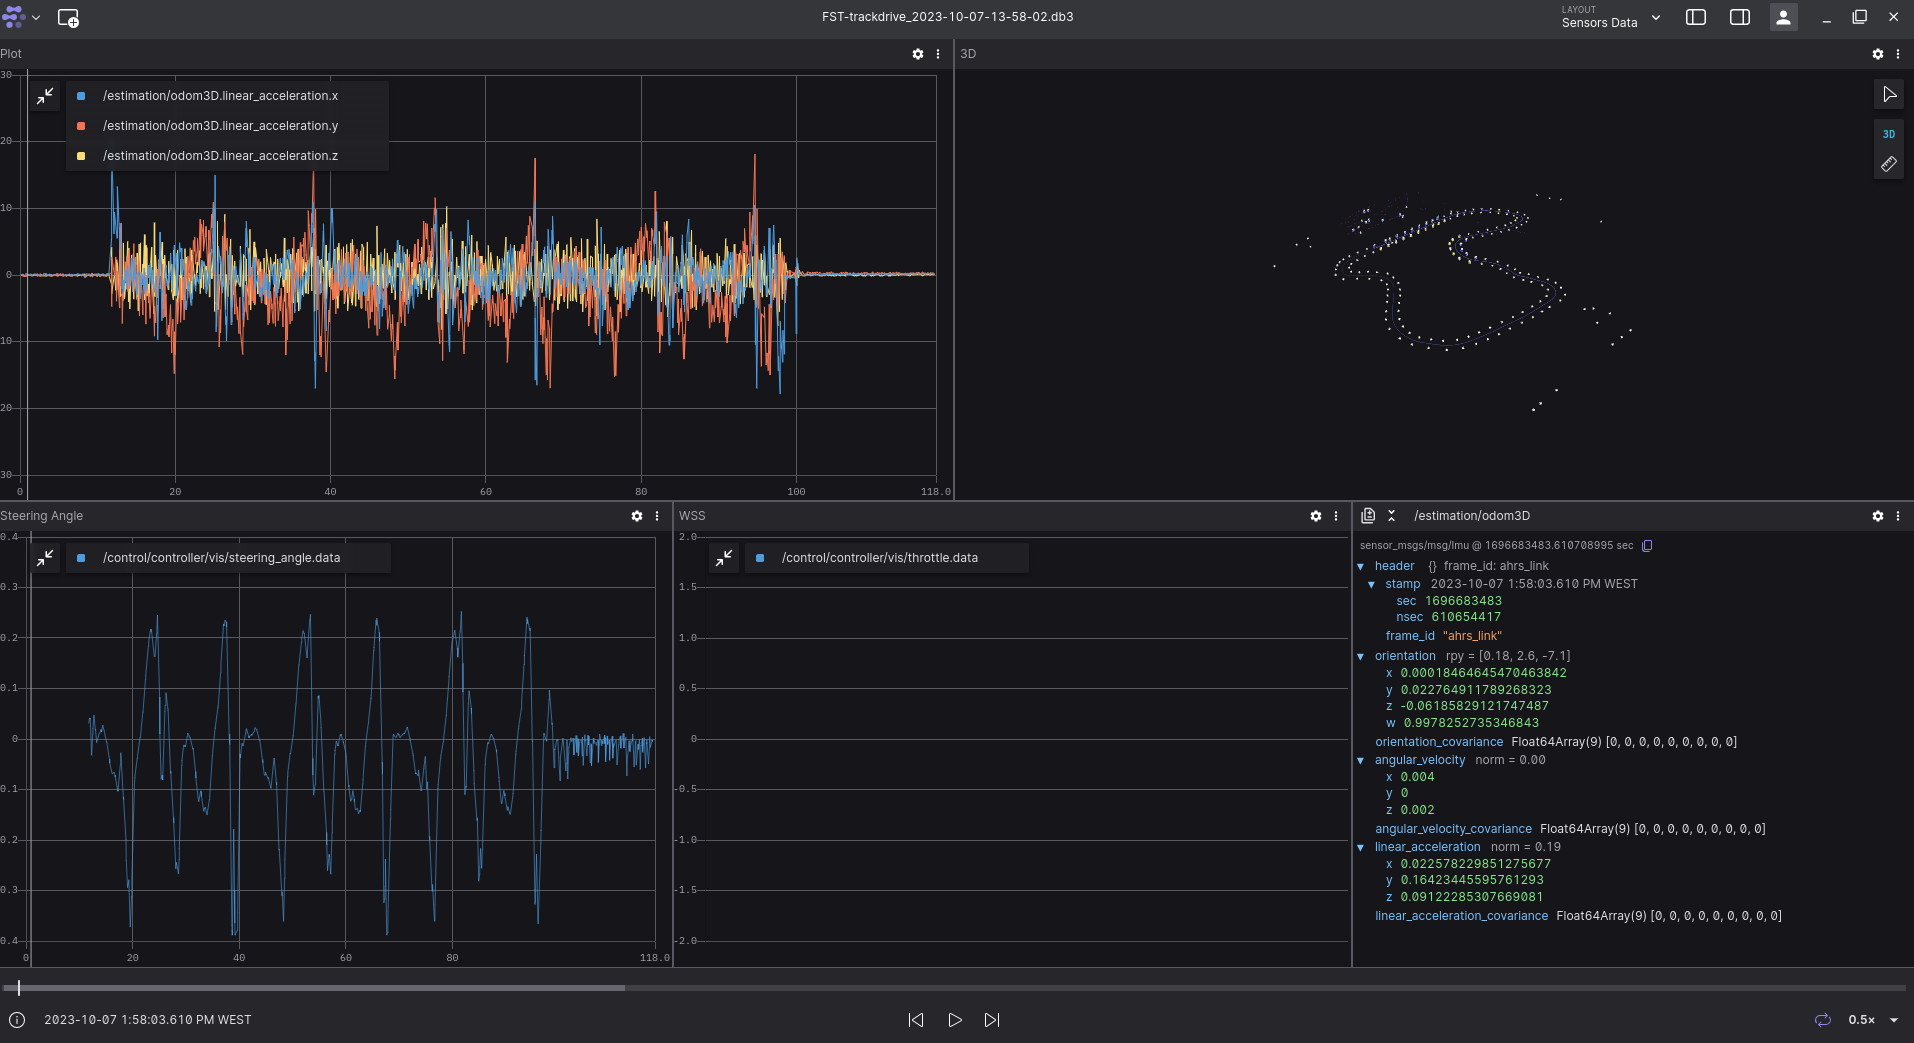 FST-trackdrive_2023-10-07-13-58-02.db3
LAYOUT
Sensors Data
Plot
30
/estimation/odom3D.linear_acceleration.x
/estimation/odom3D.linear_acceleration.y
/estimation/odom3D.linear_acceleration.z
20
10
0
10
20
30
0 20 40 60 80 100 118.0
3D
3D
Steering Angle
0.4
/control/controller/vis/steering_angle.data
0.3
0.2
0.1
0
0.1
0.2
0.3
0.4
0 20 40 60 80 118.0
WSS
2.0
/control/controller/vis/throttle.data
1.5
1.0
0.5
0
-0.5
-1.0
-1.5
-2.0
/estimation/odom3D
sensor_msgs/msg/Imu @ 1696683483.610708995 sec
header {} frame_id: ahrs_link
stamp 2023-10-07 1:58:03.610 PM WEST
sec 1696683483
nsec 610654417
frame_id "ahrs_link"
orientation rpy = [0.18, 2.6, -7.1]
x 0.00018464645470463842
y 0.022764911789268323
z -0.06185829121747487
w 0.9978252735346843
orientation_covariance Float64Array(9) [0, 0, 0, 0, 0, 0, 0, 0, 0]
angular_velocity norm = 0.00
x 0.004
y 0
z 0.002
angular_velocity_covariance Float64Array(9) [0, 0, 0, 0, 0, 0, 0, 0, 0]
linear_acceleration norm = 0.19
x 0.022578229851275677
y 0.16423445595761293
z 0.09122285307669081
linear_acceleration_covariance Float64Array(9) [0, 0, 0, 0, 0, 0, 0, 0, 0]
2023-10-07 1:58:03.610 PM WEST
0.5×